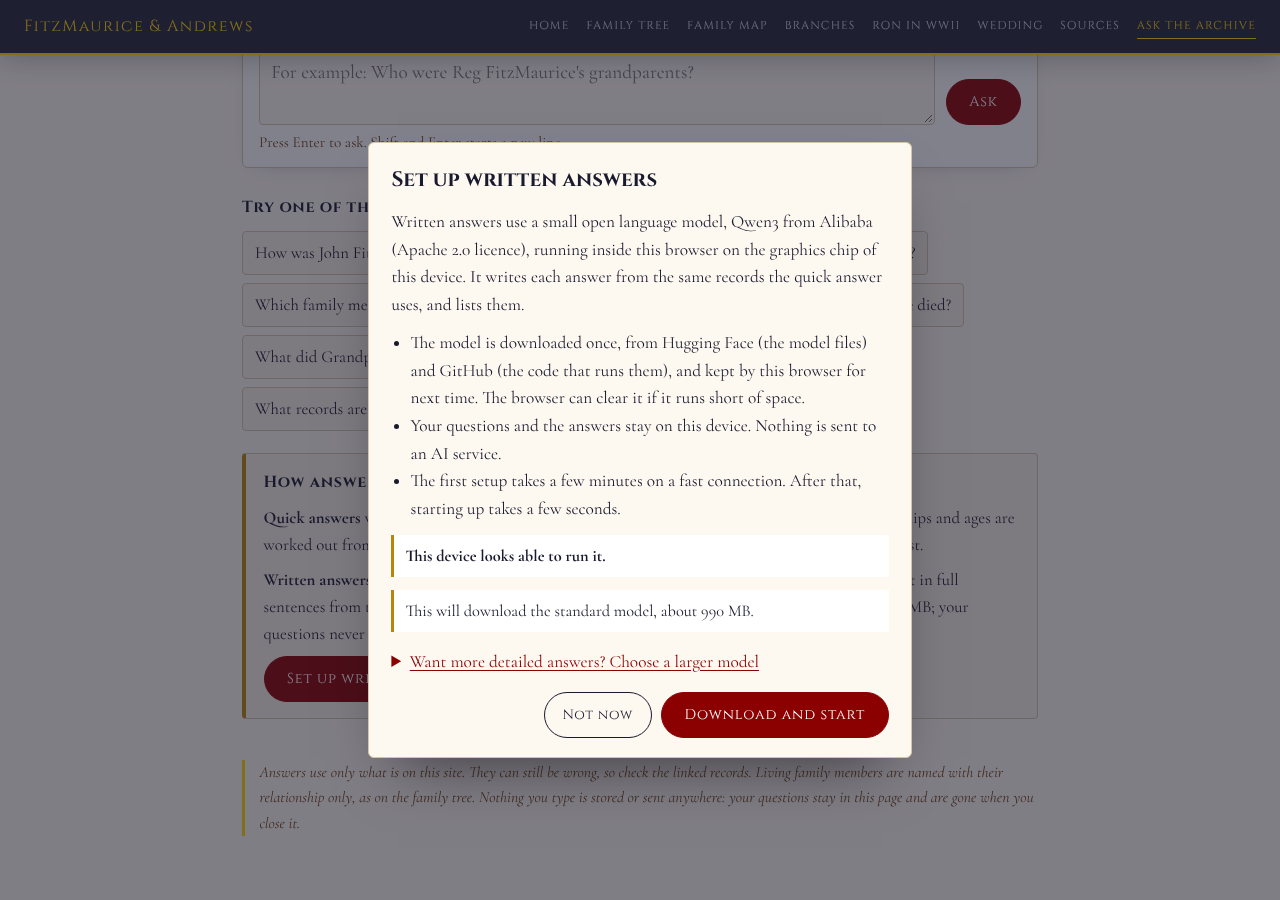 FitzMaurice & Andrews
Home Family Tree Family Map Branches Ron in WWII Wedding Sources Ask the Archive
For example: Who were Reg FitzMaurice's grandparents?
Ask
Press Enter to ask. Shift and Enter starts a new line.
Set up written answers
Written answers use a small open language model, Qwen3 from Alibaba
(Apache 2.0 licence), running inside this browser on the graphics chip of
this device. It writes each answer from the same records the quick answer
uses, and lists them.
• The model is downloaded once, from Hugging Face (the model files)
and GitHub (the code that runs them), and kept by this browser for
next time. The browser can clear it if it runs short of space.
• Your questions and the answers stay on this device. Nothing is sent to
an AI service.
• The first setup takes a few minutes on a fast connection. After that,
starting up takes a few seconds.
This device looks able to run it.
This will download the standard model, about 990 MB.
Want more detailed answers? Choose a larger model
Not now Download and start
Try one of th
How was John Fi ?
Which family me died?
What did Grandp
What records are
How answe
Quick answers ips and ages are
worked out from st.
Written answers t in full
sentences from MB; your
questions never
Set up wri
Answers use only what is on this site. They can still be wrong, so check the linked records. Living family members are named with their
relationship only, as on the family tree. Nothing you type is stored or sent anywhere: your questions stay in this page and are gone when you
close it.